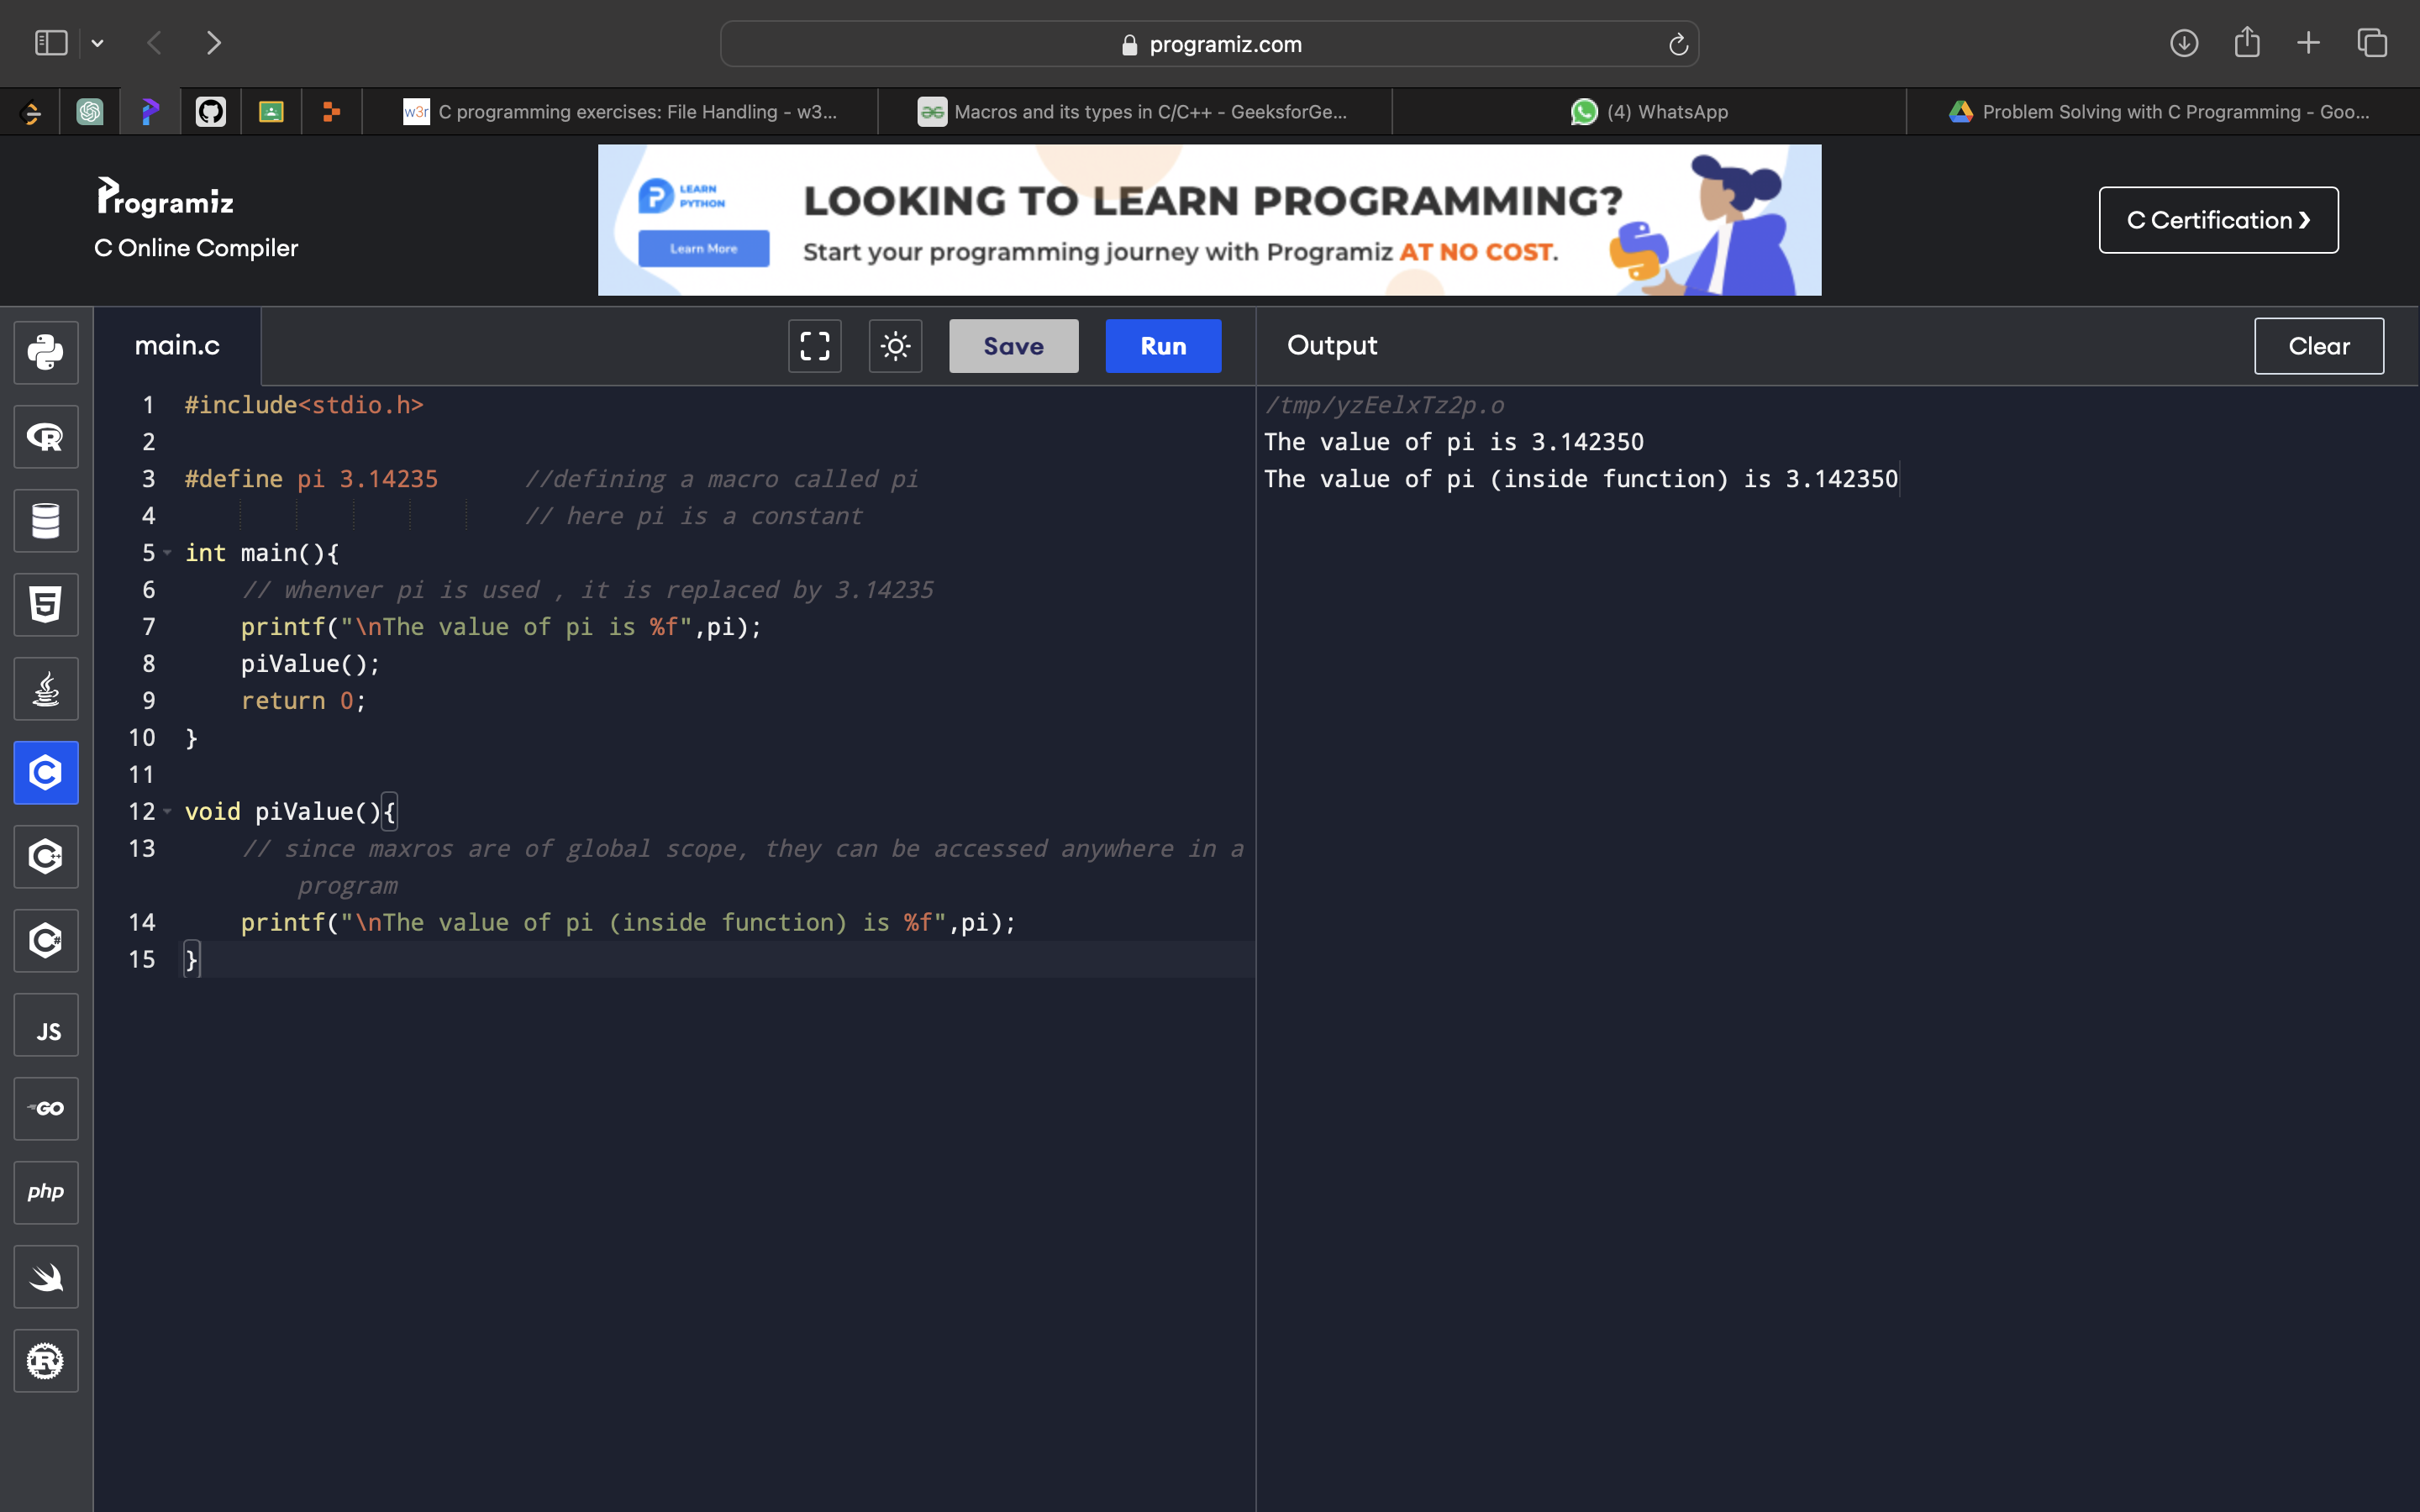 programiz.com
w3r C programming exercises: File Handling - w3...
Macros and its types in C/C++ - GeeksforGe...
(4) WhatsApp
Problem Solving with C Programming - Goo...
Programiz
C Online Compiler
LEARN PYTHON
Learn More
LOOKING TO LEARN PROGRAMMING?
Start your programming journey with Programiz AT NO COST.
C Certification ❯
main.c
Save
Run
Output
Clear
1 #include<stdio.h>
2
3 #define pi 3.14235 //defining a macro called pi
4 // here pi is a constant
5 int main(){
6 // whenver pi is used , it is replaced by 3.14235
7 printf("\nThe value of pi is %f",pi);
8 piValue();
9 return 0;
10 }
11
12 void piValue(){
13 // since maxros are of global scope, they can be accessed anywhere in a
program
14 printf("\nThe value of pi (inside function) is %f",pi);
15 }
/tmp/yzEelxTz2p.o
The value of pi is 3.142350
The value of pi (inside function) is 3.142350
R
5
C
C++
C#
JS
GO
php
R